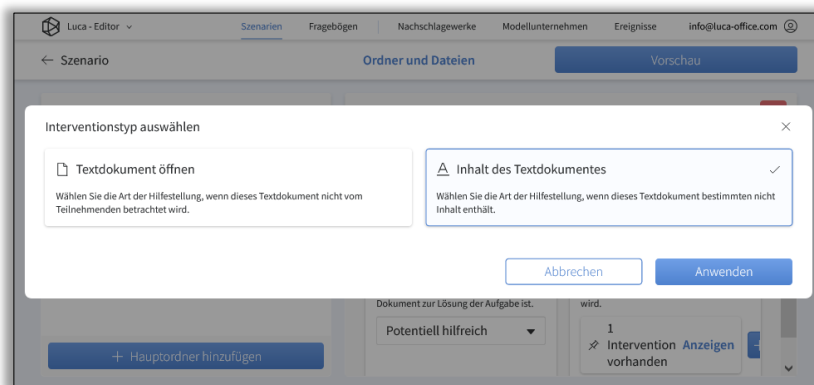 Luca - Editor
Szenarien
Fragebögen
Nachschlagewerke
Modellunternehmen
Ereignisse
info@luca-office.com
← Szenario
Ordner und Dateien
Vorschau
Interventionstyp auswählen
Textdokument öffnen
Wählen Sie die Art der Hilfestellung, wenn dieses Textdokument nicht vom
Teilnehmenden betrachtet wird.
Inhalt des Textdokumentes
Wählen Sie die Art der Hilfestellung, wenn dieses Textdokument bestimmten nicht
Inhalt enthält.
Abbrechen
Anwenden
Dokument zur Lösung der Aufgabe ist.
Potentiell hilfreich
wird.
1
Intervention
vorhanden
Anzeigen
+ Hauptordner hinzufügen